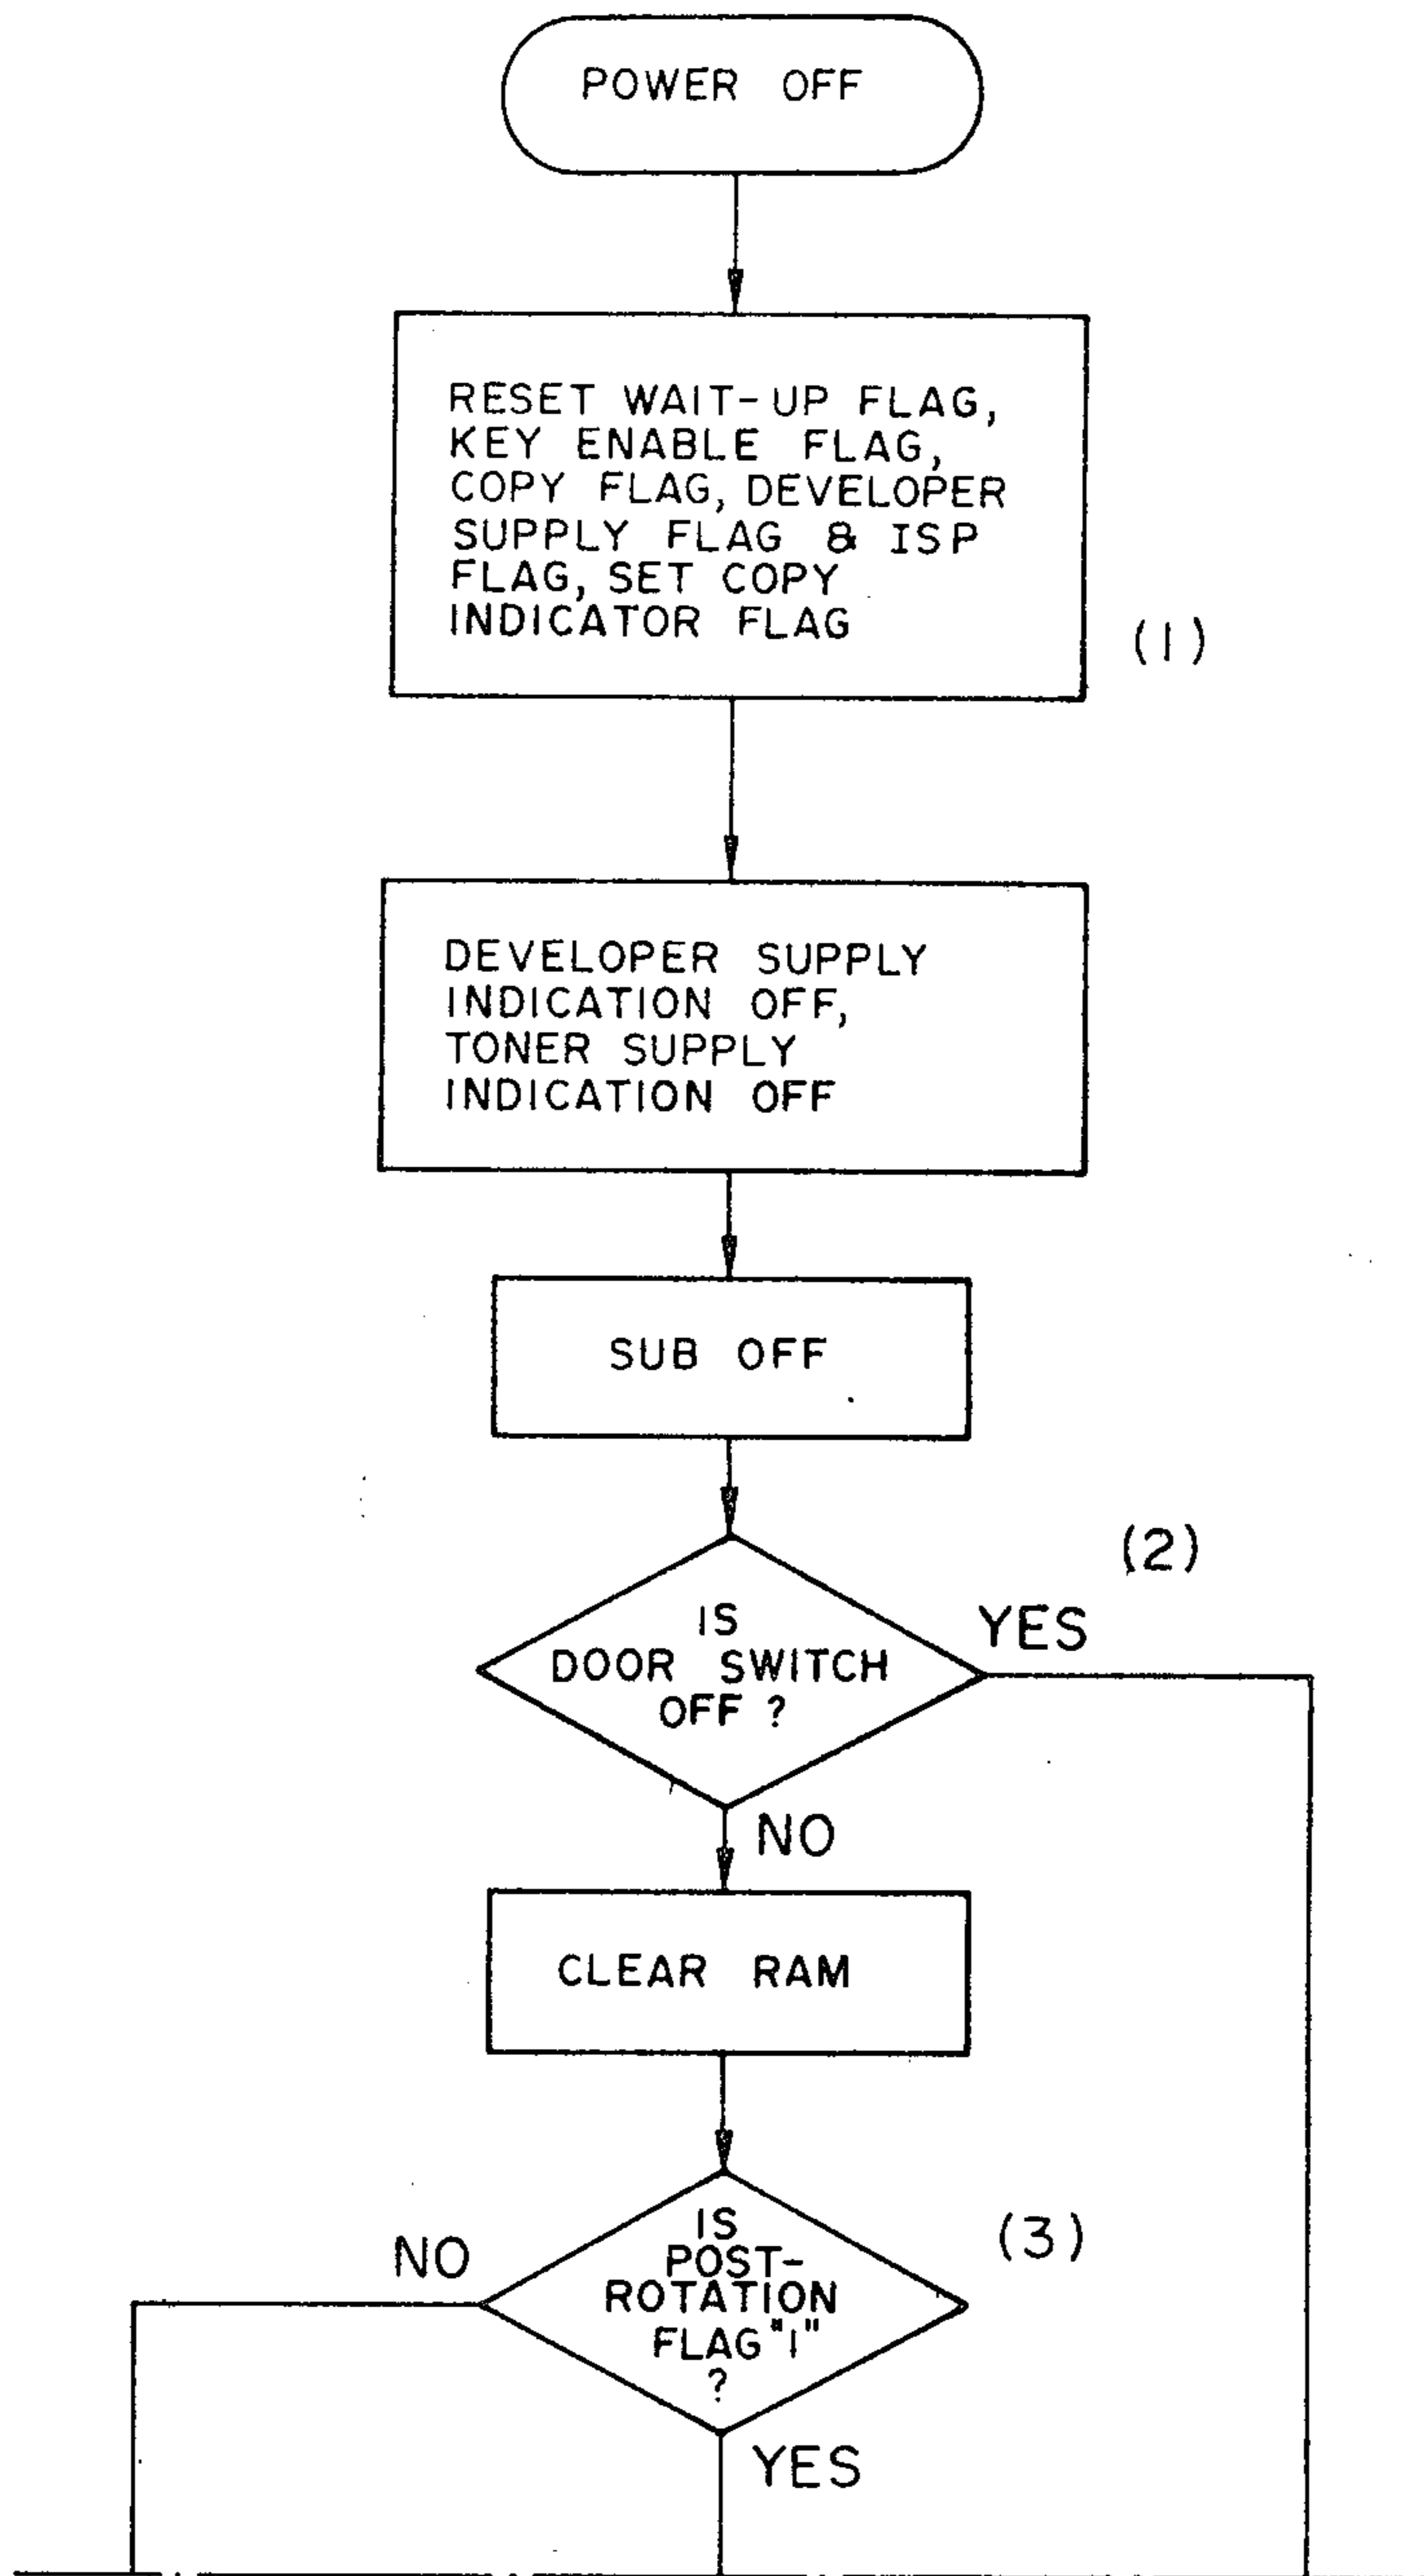 POWER OFF
RESET WAIT-UP FLAG,
KEY ENABLE FLAG,
COPY FLAG, DEVELOPER
SUPPLY FLAG & ISP
FLAG, SET COPY
INDICATOR FLAG
(1)
DEVELOPER SUPPLY
INDICATION OFF,
TONER SUPPLY
INDICATION OFF
SUB OFF
(2)
IS
DOOR SWITCH
OFF ?
YES
NO
CLEAR RAM
IS
POST-
ROTATION
FLAG "1"
?
(3)
NO
YES